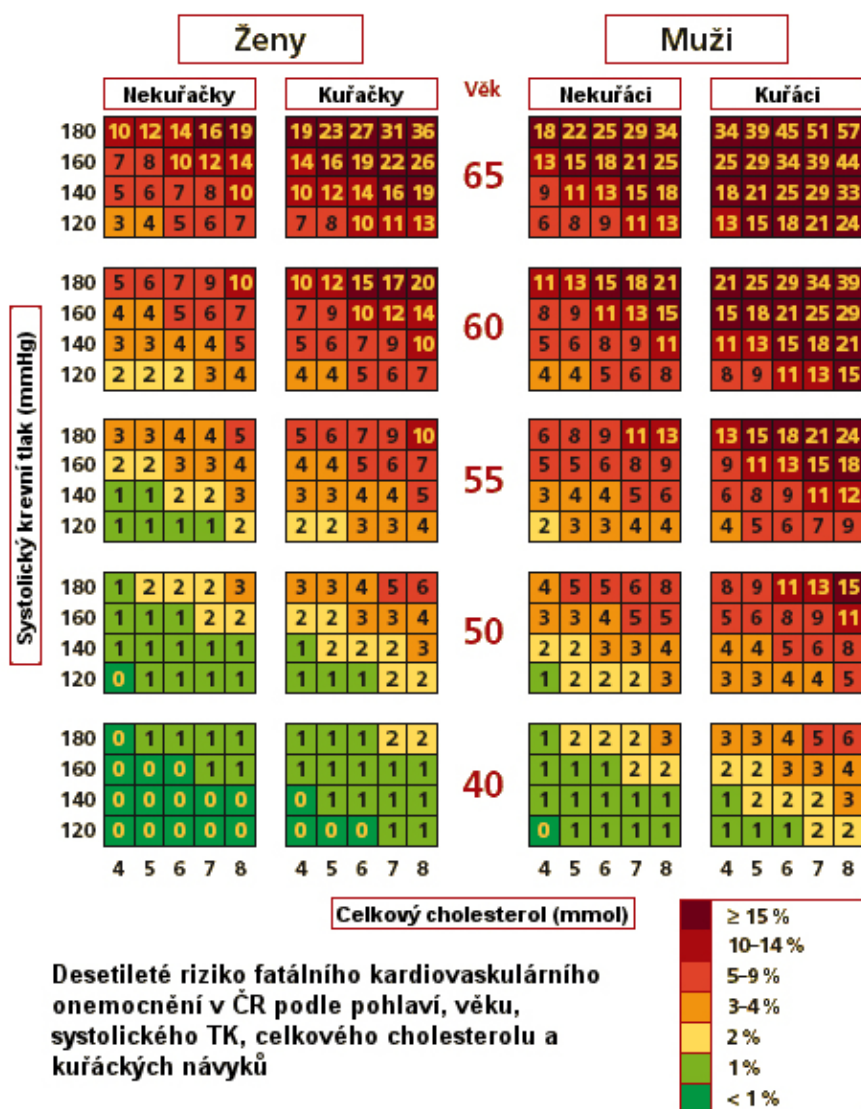 Ženy Muži
Nekuřačky Kuřačky Věk Nekuřáci Kuřáci
180 10 12 14 16 19 19 23 27 31 36 18 22 25 29 34 34 39 45 51 57
160 7 8 10 12 14 14 16 19 22 26 13 15 18 21 25 25 29 34 39 44
65
140 5 6 7 8 10 10 12 14 16 19 9 11 13 15 18 18 21 25 29 33
120 3 4 5 6 7 7 8 10 11 13 6 8 9 11 13 13 15 18 21 24
180 5 6 7 9 10 10 12 15 17 20 11 13 15 18 21 21 25 29 34 39
160 4 4 5 6 7 7 9 10 12 14 8 9 11 13 15 15 18 21 25 29
60
140 3 3 4 4 5 5 6 7 9 10 5 6 8 9 11 11 13 15 18 21
120 2 2 2 3 4 4 4 5 6 7 4 4 5 6 8 8 9 11 13 15
180 3 3 4 4 5 5 6 7 9 10 6 8 9 11 13 13 15 18 21 24
160 2 2 3 3 4 4 4 5 6 7 5 5 6 8 9 9 11 13 15 18
55
140 1 1 2 2 3 3 3 4 4 5 3 4 4 5 6 6 8 9 11 12
120 1 1 1 1 2 2 2 3 3 4 2 3 3 4 4 4 5 6 7 9
180 1 2 2 2 3 3 3 4 5 6 4 5 5 6 8 8 9 11 13 15
160 1 1 1 2 2 2 2 3 3 4 3 3 4 5 5 5 6 8 9 11
50
140 1 1 1 1 1 1 2 2 2 3 2 2 3 3 4 4 4 5 6 8
120 0 1 1 1 1 1 1 1 2 2 1 2 2 2 3 3 3 4 4 5
180 0 1 1 1 1 1 1 1 2 2 1 2 2 2 3 3 3 4 5 6
160 0 0 0 1 1 1 1 1 1 1 1 1 1 2 2 2 2 3 3 4
40
140 0 0 0 0 0 0 1 1 1 1 1 1 1 1 1 1 2 2 2 3
120 0 0 0 0 0 0 0 0 1 1 0 1 1 1 1 1 1 1 2 2
4 5 6 7 8 4 5 6 7 8 4 5 6 7 8 4 5 6 7 8
Systolický krevní tlak (mmHg)
Celkový cholesterol (mmol)
≥ 15 %
10–14 %
5–9 %
3–4 %
2 %
1 %
< 1 %
Desetileté riziko fatálního kardiovaskulárního
onemocnění v ČR podle pohlaví, věku,
systolického TK, celkového cholesterolu a
kuřáckých návyků